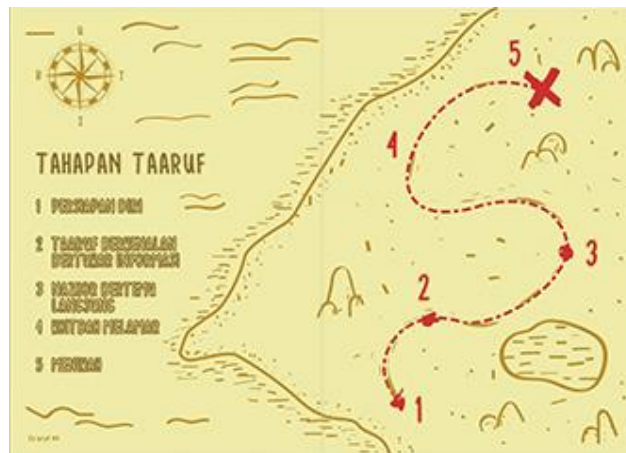 U
B T
S
TAHAPAN TAARUF
1 PERSIAPAN DIRI
2 TAARUF BERKENALAN
BERTUKAR INFORMASI
3 NAZHOR BERTEMU
LANGSUNG
4 KHITBAH MELAMAR
5 MENIKAH
5
4
3
2
1